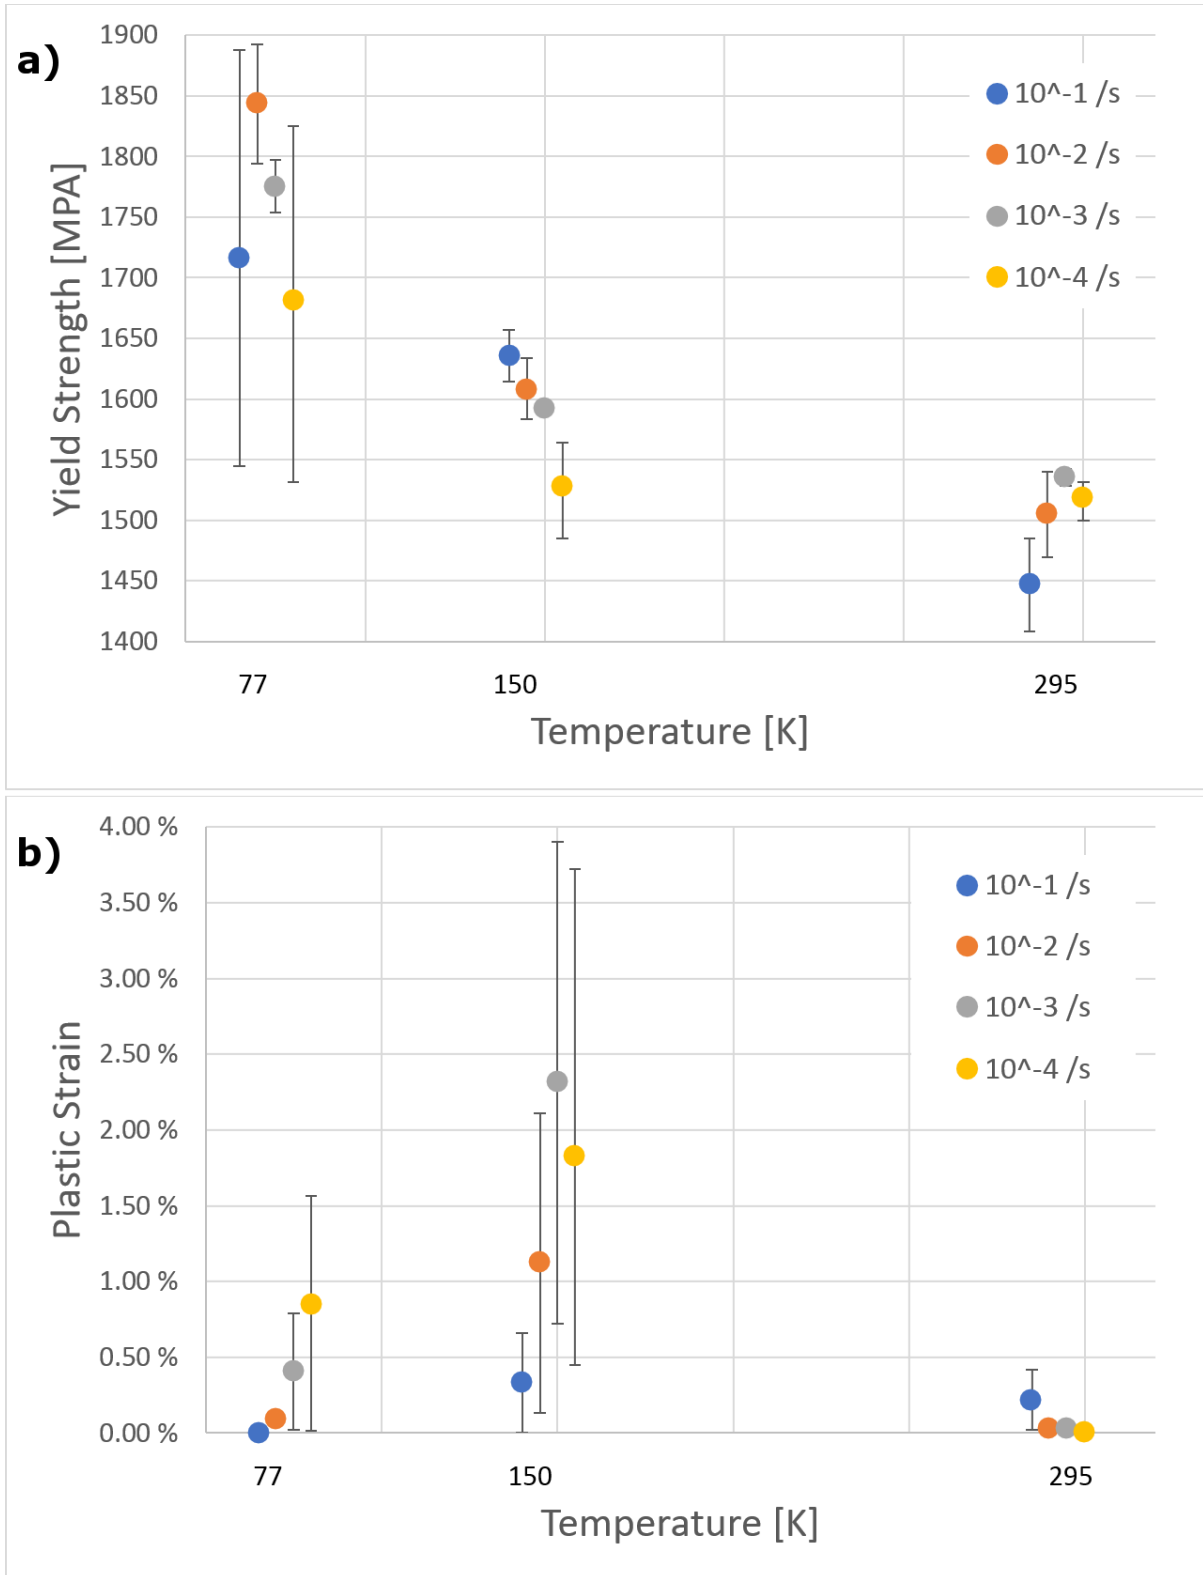 a)
1900
1850
1800
1750
1700
1650
1600
1550
1500
1450
1400
Yield Strength [MPA]
10^-1 /s
10^-2 /s
10^-3 /s
10^-4 /s
77 150 295
Temperature [K]
b)
4.00 %
3.50 %
3.00 %
2.50 %
2.00 %
1.50 %
1.00 %
0.50 %
0.00 %
Plastic Strain
10^-1 /s
10^-2 /s
10^-3 /s
10^-4 /s
77 150 295
Temperature [K]